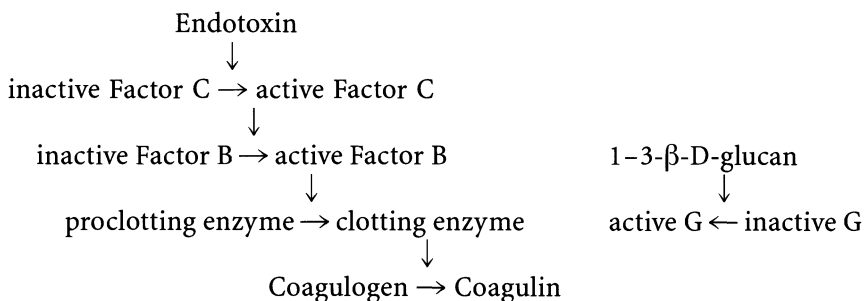 Endotoxin
↓
inactive Factor C → active Factor C
↓
inactive Factor B → active Factor B 1–3-β-D-glucan
↓ ↓
proclotting enzyme → clotting enzyme active G ← inactive G
↓
Coagulogen → Coagulin